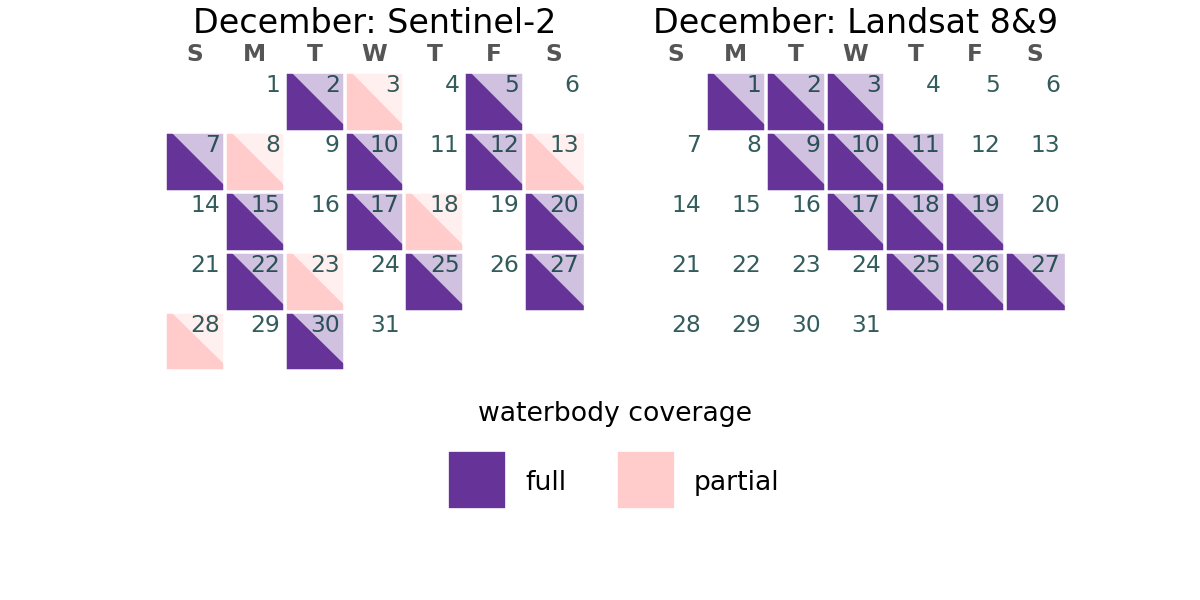 December: Sentinel-2
S M T W T F S
1 2 3 4 5 6
7 8 9 10 11 12 13
14 15 16 17 18 19 20
21 22 23 24 25 26 27
28 29 30 31
December: Landsat 8&9
S M T W T F S
1 2 3 4 5 6
7 8 9 10 11 12 13
14 15 16 17 18 19 20
21 22 23 24 25 26 27
28 29 30 31
waterbody coverage
full partial